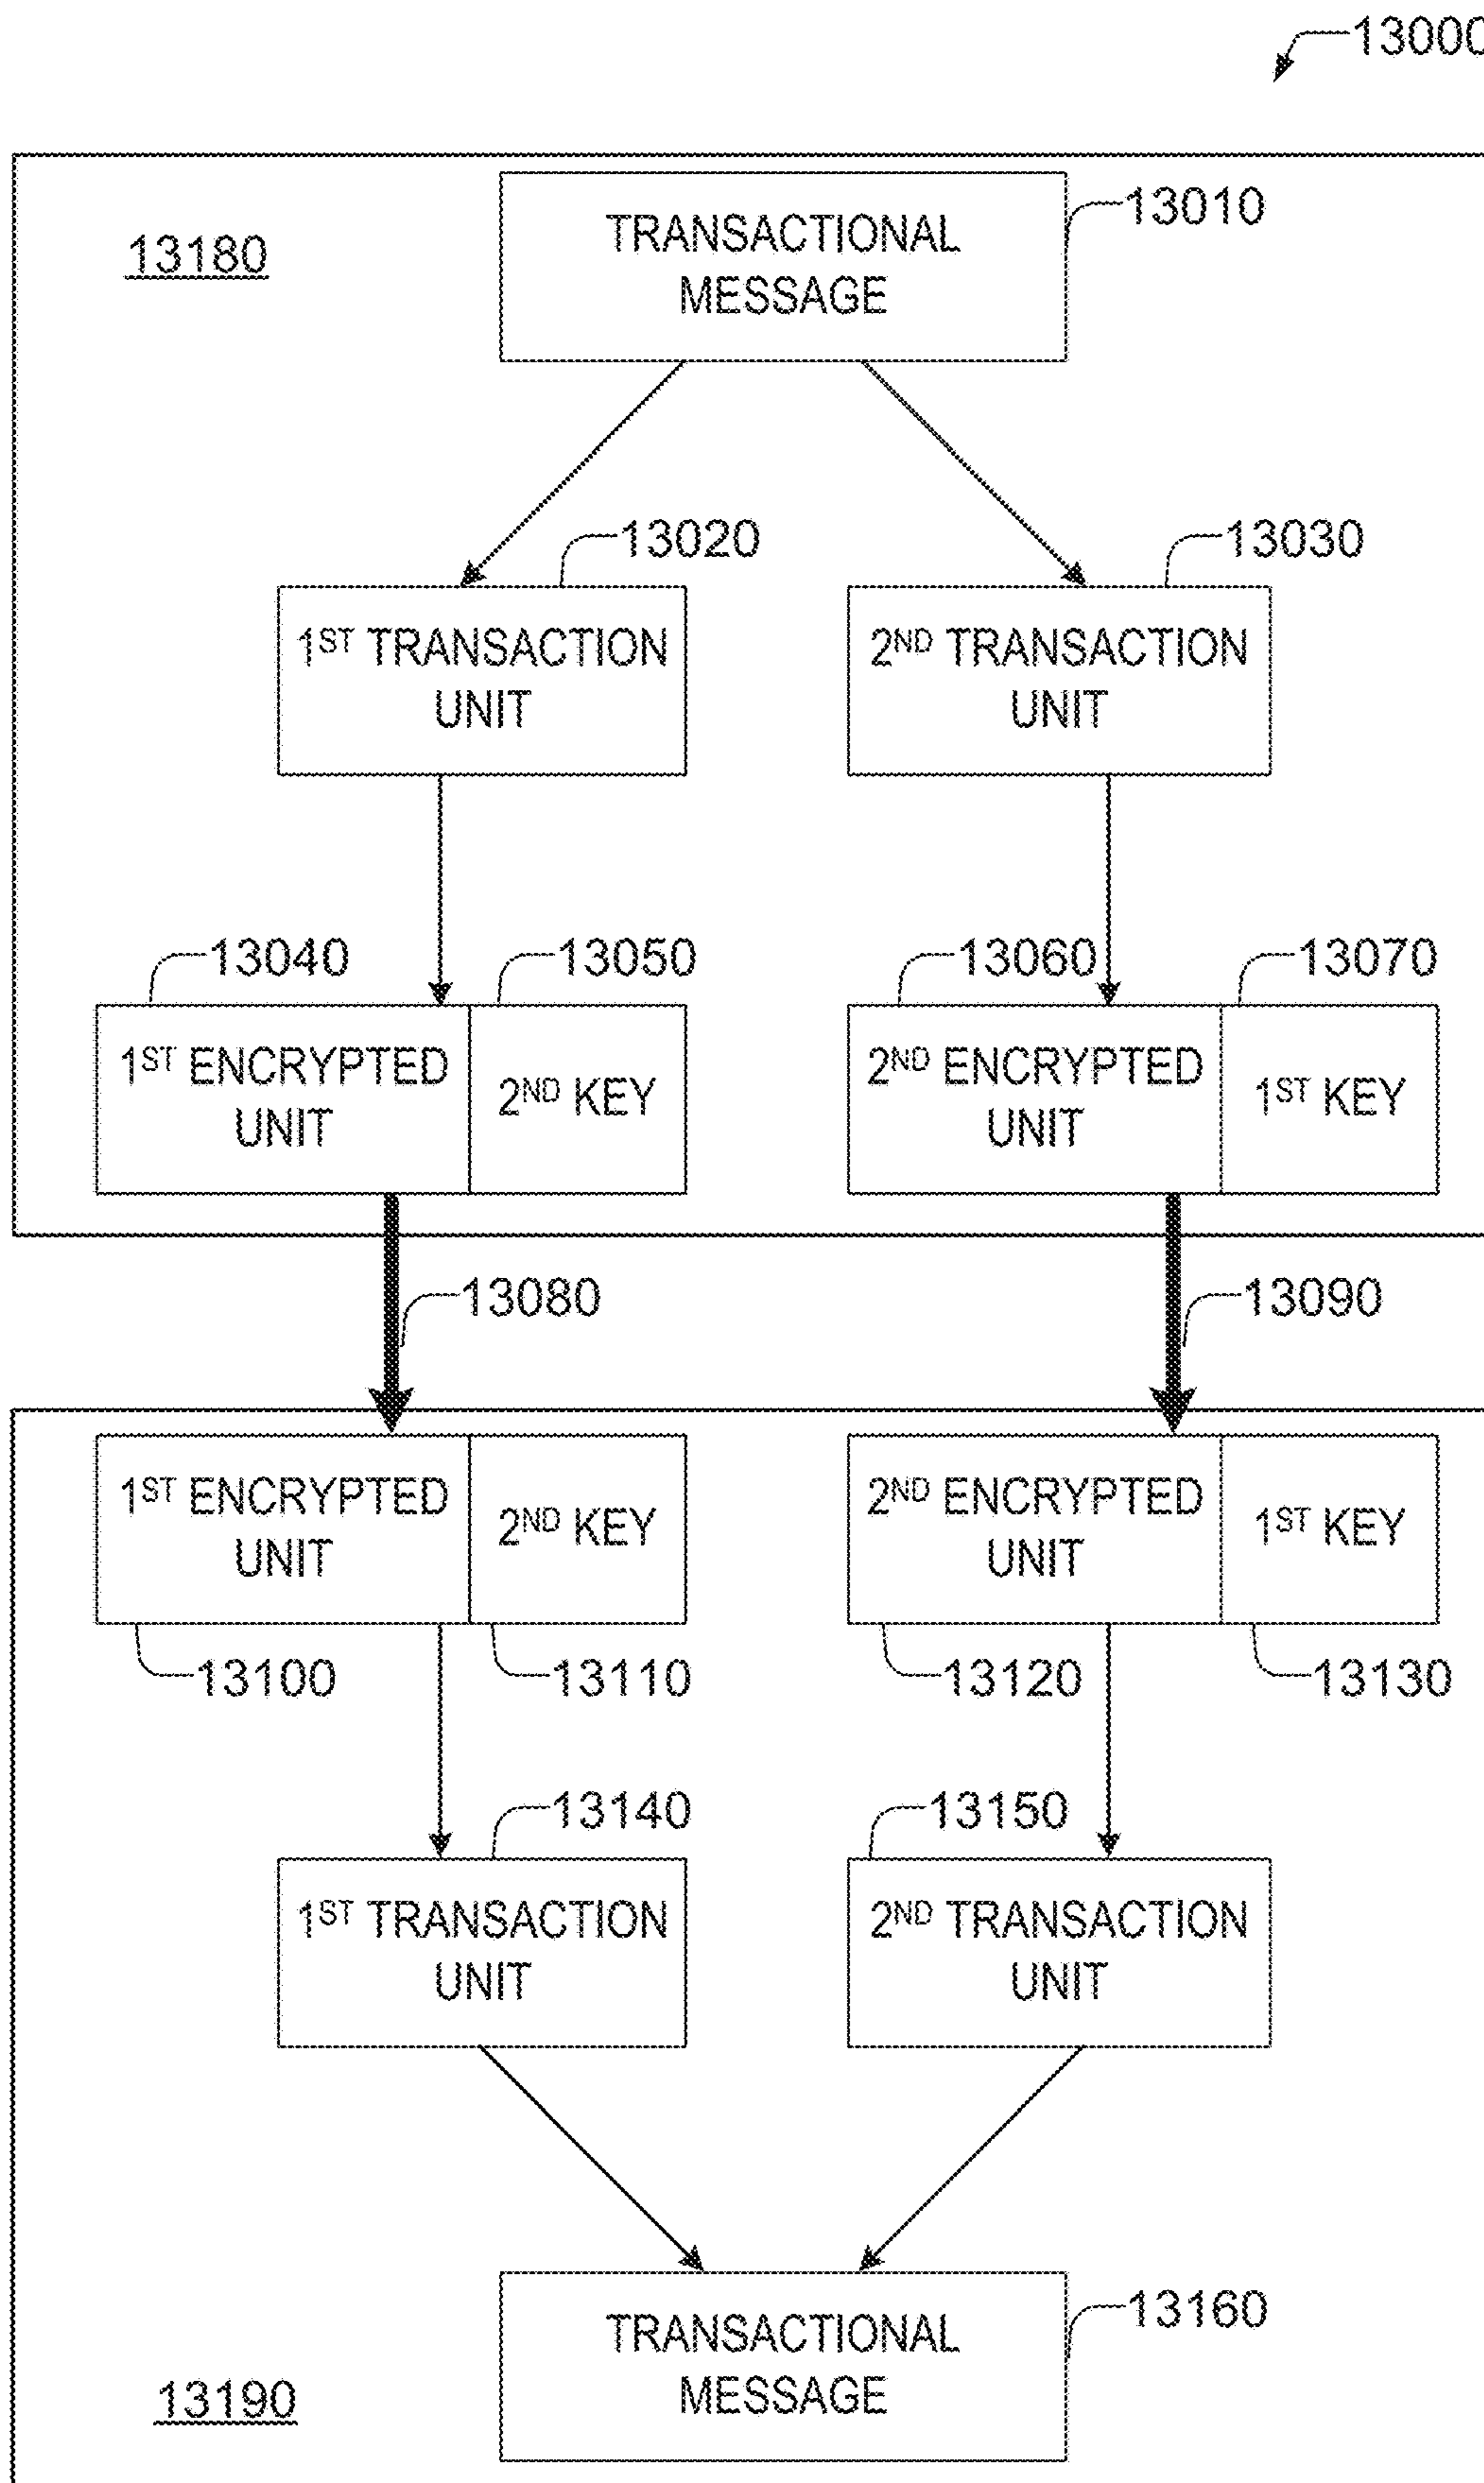 13000
13180
TRANSACTIONAL
MESSAGE
13010
13020
13030
1ST TRANSACTION
UNIT
2ND TRANSACTION
UNIT
13040
13050
13060
13070
1ST ENCRYPTED
UNIT
2ND KEY
2ND ENCRYPTED
UNIT
1ST KEY
13080
13090
1ST ENCRYPTED
UNIT
2ND KEY
2ND ENCRYPTED
UNIT
1ST KEY
13100
13110
13120
13130
13140
13150
1ST TRANSACTION
UNIT
2ND TRANSACTION
UNIT
TRANSACTIONAL
MESSAGE
13160
13190